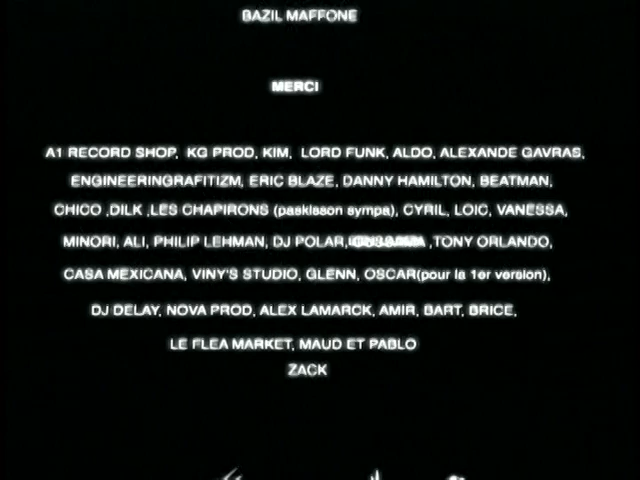 BAZIL MAFFONE
MERCI
A1 RECORD SHOP, KG PROD, KIM, LORD FUNK, ALDO, ALEXANDE GAVRAS,
ENGINEERINGRAFITIZM, ERIC BLAZE, DANNY HAMILTON, BEATMAN,
CHICO ,DILK ,LES CHAPIRONS (paskisson sympa), CYRIL, LOIC, VANESSA,
MINORI, ALI, PHILIP LEHMAN, DJ POLAR, ,TONY ORLANDO,
CASA MEXICANA, VINY'S STUDIO, GLENN, OSCAR(pour la 1er version),
DJ DELAY, NOVA PROD, ALEX LAMARCK, AMIR, BART, BRICE,
LE FLEA MARKET, MAUD ET PABLO
ZACK